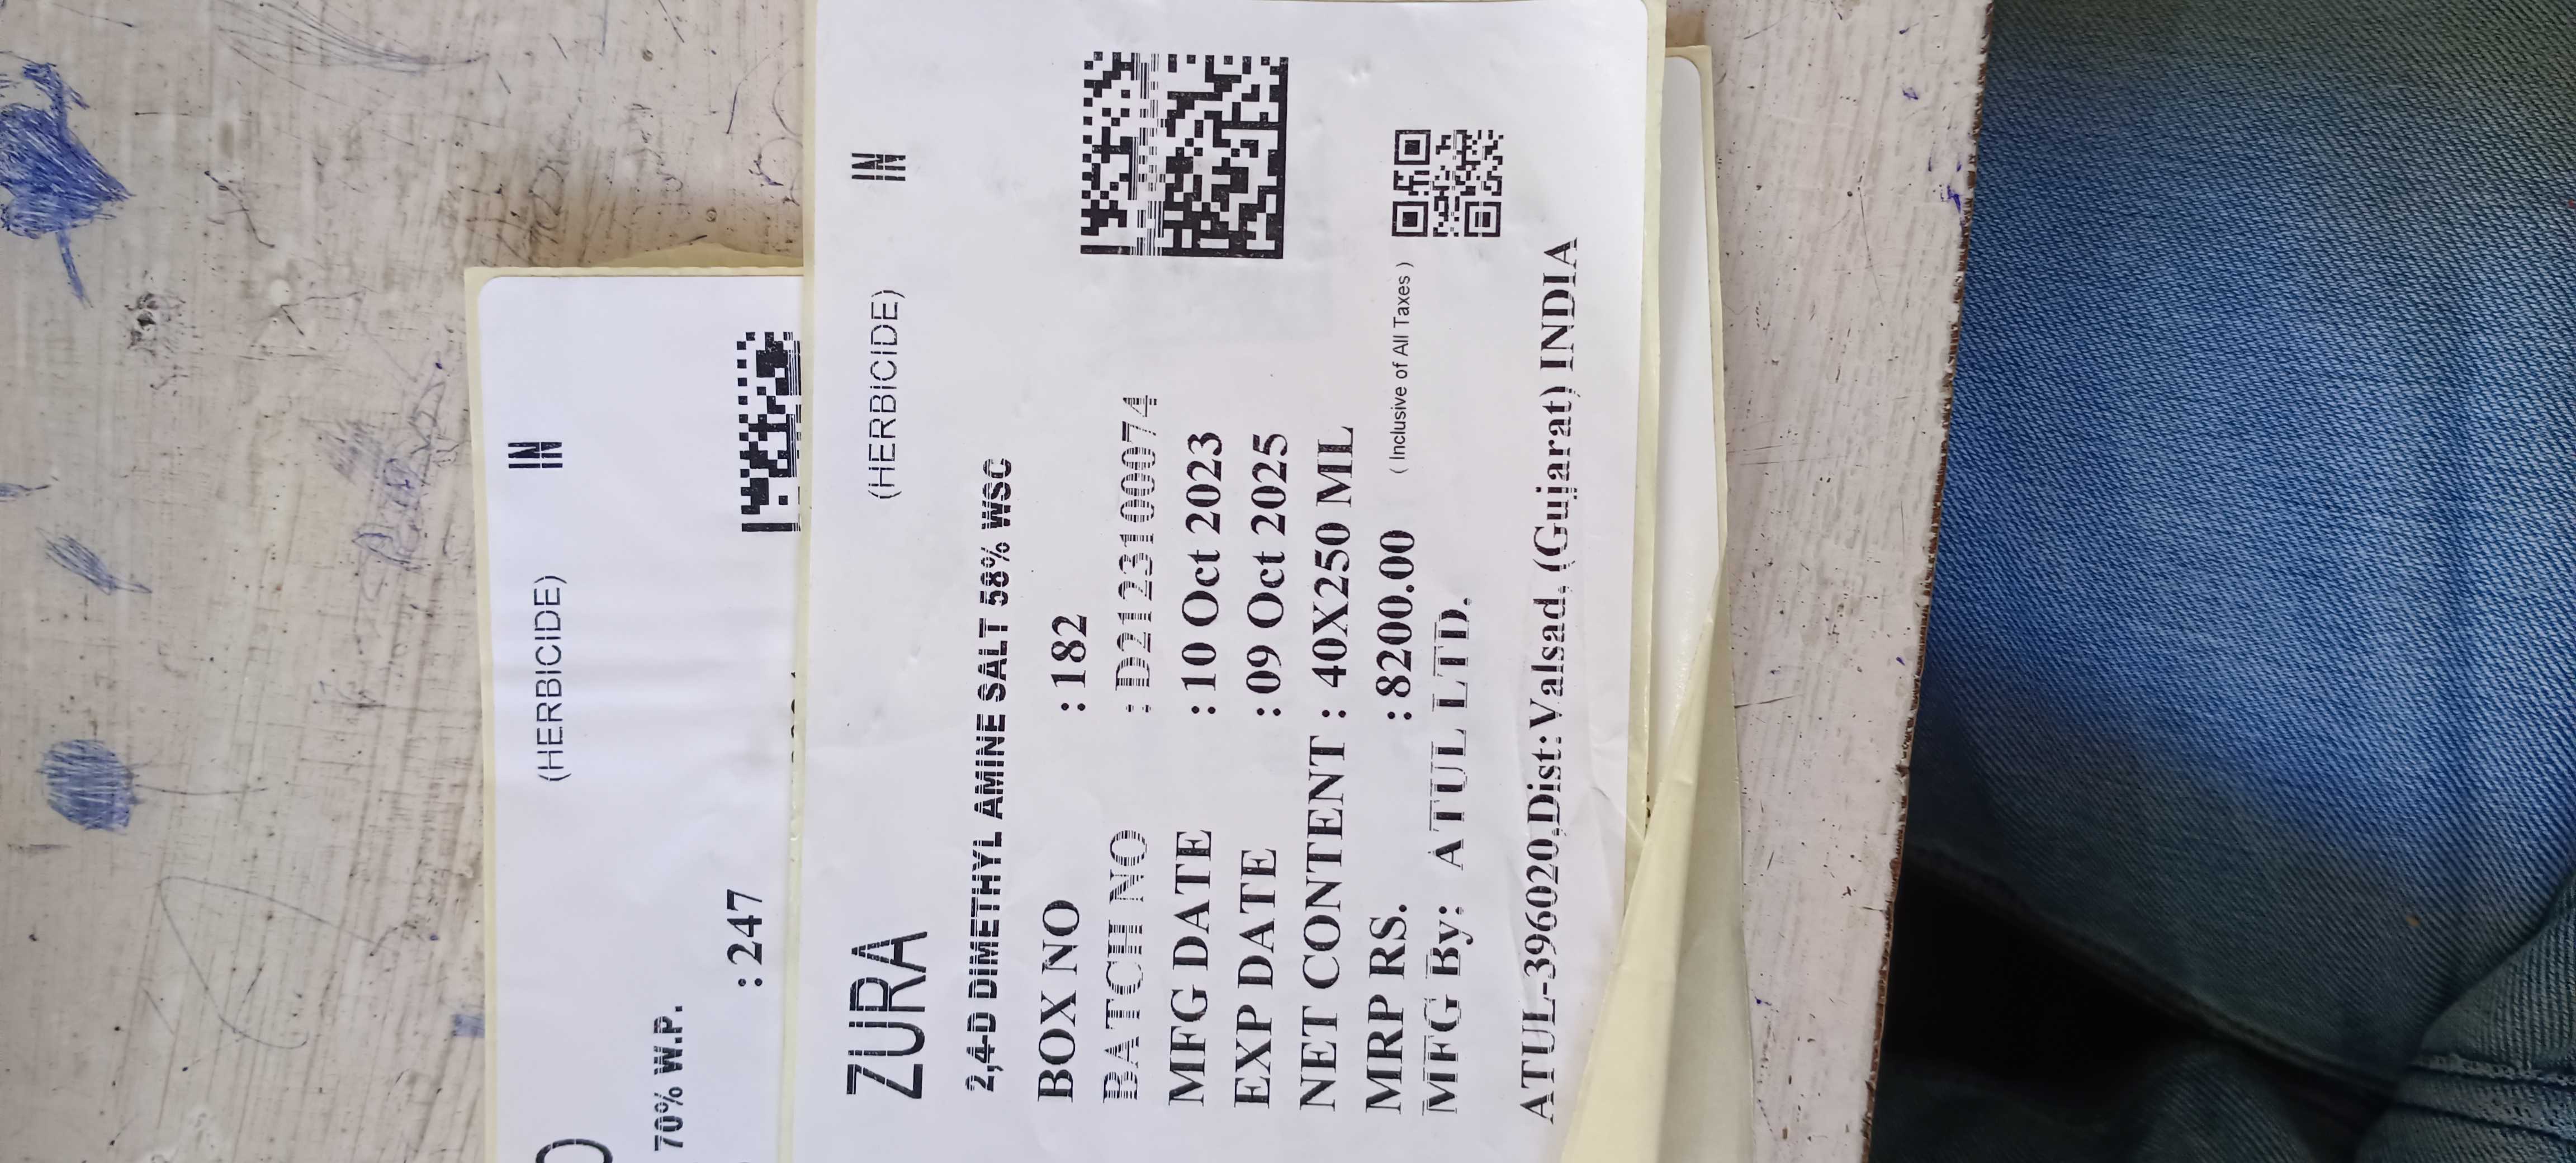 IN
(HERBICIDE)
70% W.P.
: 247
ZURA (HERBICIDE) IN
2,4-D DIMETHYL AMINE SALT 58% WSC
BOX NO : 182
BATCH NO : D212310074
MFG DATE : 10 Oct 2023
EXP DATE : 09 Oct 2025
NET CONTENT : 40X250 ML
MRP RS. : 8200.00 ( Inclusive of All Taxes )
MFG By: ATUL LTD.
ATUL-396020,Dist:Valsad, (Gujarat) INDIA